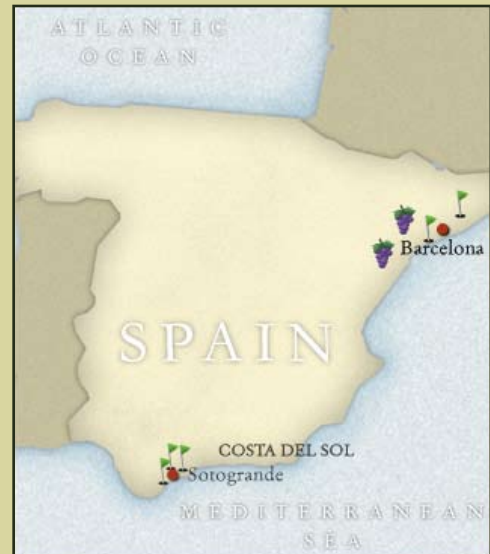 ATLANTIC
OCEAN
Barcelona
SPAIN
COSTA DEL SOL
Sotogrande
MEDITERRANEAN
SEA